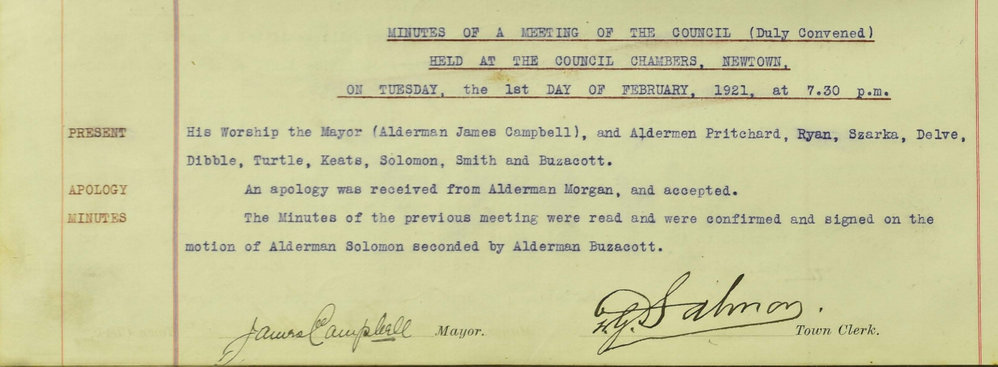 MINUTES OF A MEETING OF THE COUNCIL (Duly Convened)
HELD AT THE COUNCIL CHAMBERS, NEWTOWN,
ON TUESDAY, the 1st DAY OF FEBRUARY, 1921, at 7.30 p.m.
PRESENT His Worship the Mayor (Alderman James Campbell), and Aldermen Pritchard, Ryan, Szarka, Delve,
Dibble, Turtle, Keats, Solomon, Smith and Buzacott.
APOLOGY An apology was received from Alderman Morgan, and accepted.
MINUTES The Minutes of the previous meeting were read and were confirmed and signed on the
motion of Alderman Solomon seconded by Alderman Buzacott.
James Campbell Mayor. Salmon. Town Clerk.